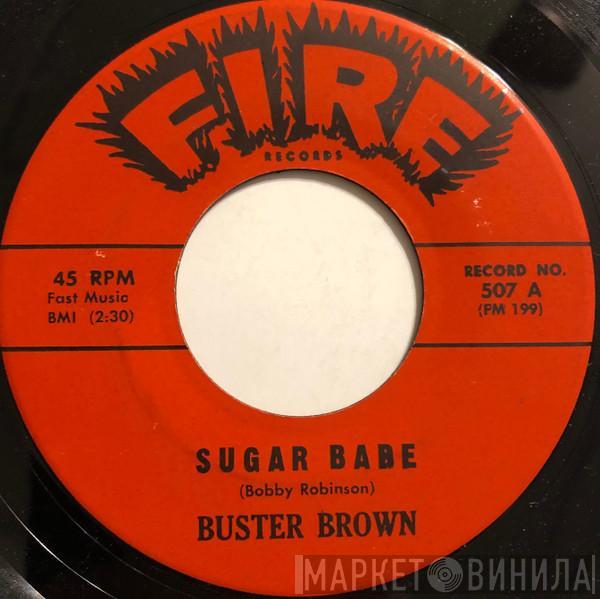 FIRE
RECORDS
45 RPM
Fast Music
BMI (2:30)
RECORD NO.
507 A
(FM 199)
SUGAR BABE
(Bobby Robinson)
BUSTER BROWN
МАРКЕТ ВИНИЛА